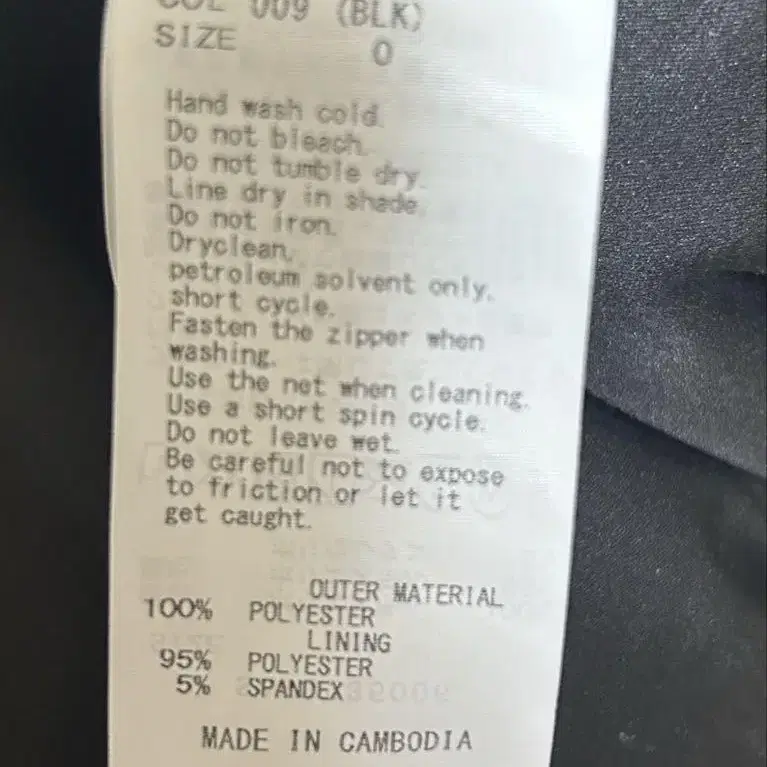 COL 009 (BLK)
SIZE 0
Hand wash cold.
Do not bleach.
Do not tumble dry.
Line dry in shade.
Do not iron.
Dryclean,
petroleum solvent only,
short cycle.
Fasten the zipper when
washing.
Use the net when cleaning.
Use a short spin cycle.
Do not leave wet.
Be careful not to expose
to friction or let it
get caught.
OUTER MATERIAL
100% POLYESTER
LINING
95% POLYESTER
5% SPANDEX
MADE IN CAMBODIA